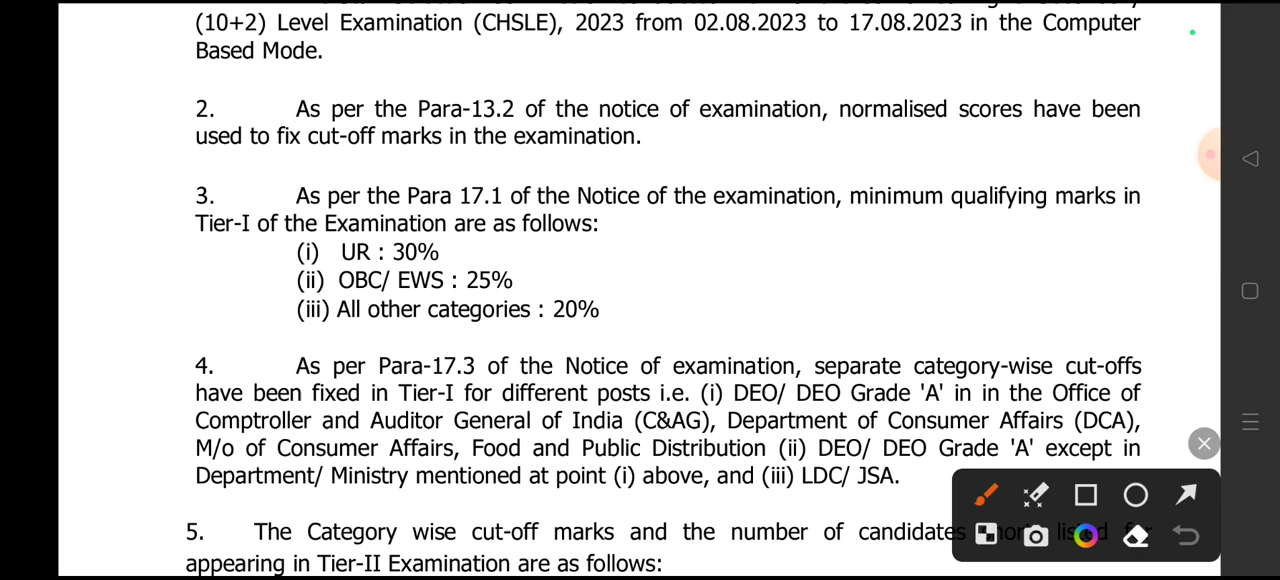 (10+2) Level Examination (CHSLE), 2023 from 02.08.2023 to 17.08.2023 in the Computer
Based Mode.
2. As per the Para-13.2 of the notice of examination, normalised scores have been
used to fix cut-off marks in the examination.
3. As per the Para 17.1 of the Notice of the examination, minimum qualifying marks in
Tier-I of the Examination are as follows:
(i) UR : 30%
(ii) OBC/ EWS : 25%
(iii) All other categories : 20%
4. As per Para-17.3 of the Notice of examination, separate category-wise cut-offs
have been fixed in Tier-I for different posts i.e. (i) DEO/ DEO Grade 'A' in in the Office of
Comptroller and Auditor General of India (C&AG), Department of Consumer Affairs (DCA),
M/o of Consumer Affairs, Food and Public Distribution (ii) DEO/ DEO Grade 'A' except in
Department/ Ministry mentioned at point (i) above, and (iii) LDC/ JSA.
5. The Category wise cut-off marks and the number of candidates
appearing in Tier-II Examination are as follows: